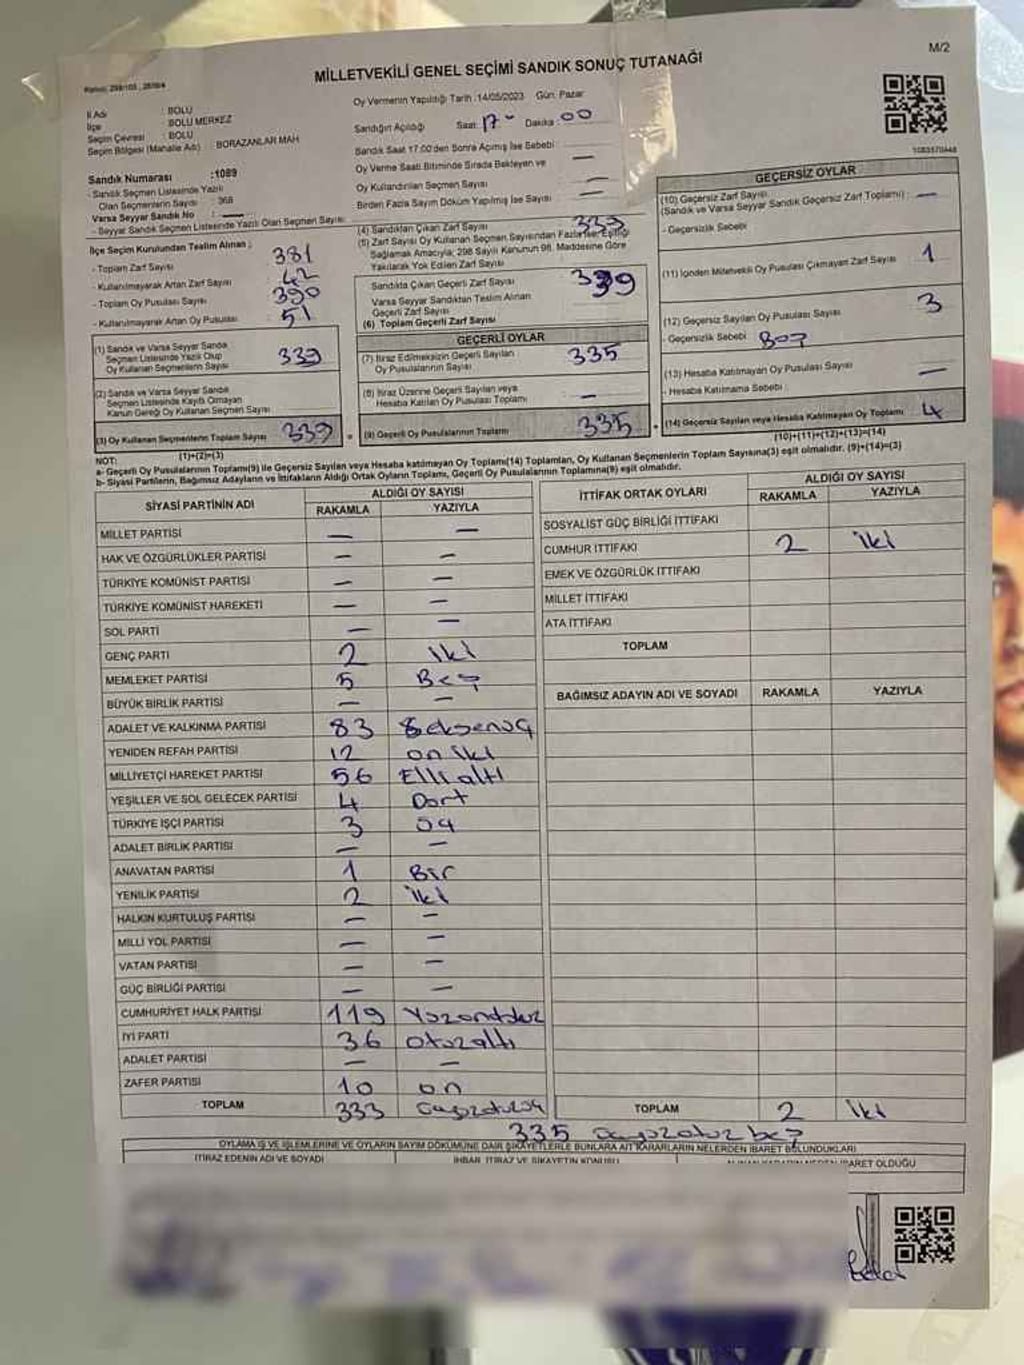 M/2
MİLLETVEKİLİ GENEL SEÇİMİ SANDIK SONUÇ TUTANAĞI
İl Adı : BOLU
İlçe : BOLU MERKEZ
Seçim Çevresi : BOLU
Seçim Bölgesi (Mahalle Adı) : BORAZANLAR MAH
Sandık Numarası :1089
- Sandık Seçmen Listesinde Yazılı
Olan Seçmenlerin Sayısı : 368
Varsa Seyyar Sandık No : —
- Seyyar Sandık Seçmen Listesinde Yazılı Olan Seçmen Sayısı:
Oy Vermenin Yapıldığı Tarih :14/05/2023 Gün: Pazar
Sandığın Açıldığı Saat: 17 Dakika: 00
Sandık Saat 17:00'den Sonra Açılmış İse Sebebi
Oy Verme Saati Bitiminde Sırada Bekleyen ve
Oy Kullandırılan Seçmen Sayısı —
Birden Fazla Sayım Döküm Yapılmış İse Sayısı —
İlçe Seçim Kurulundan Teslim Alınan ;
- Toplam Zarf Sayısı 381
- Kullanılmayarak Artan Zarf Sayısı 42
- Toplam Oy Pusulası Sayısı 390
- Kullanılmayarak Artan Oy Pusulası 51
(1) Sandık ve Varsa Seyyar Sandık
Seçmen Listesinde Yazılı Olup
Oy Kullanan Seçmenlerin Sayısı 339
(2) Sandık ve Varsa Seyyar Sandık
Seçmen Listesinde Kayıtlı Olmayan
Kanun Gereği Oy Kullanan Seçmen Sayısı
(3) Oy Kullanan Seçmenlerin Toplam Sayısı 339
(1)+(2)=(3)
(4) Sandıktan Çıkan Zarf Sayısı 339
(5) Zarf Sayısı Oy Kullanan Seçmen Sayısından Fazla İse, Eşitliği
Sağlamak Amacıyla; 298 Sayılı Kanunun 98. Maddesine Göre
Yakılarak Yok Edilen Zarf Sayısı
Sandıkta Çıkan Geçerli Zarf Sayısı 339
Varsa Seyyar Sandıktan Teslim Alınan
Geçerli Zarf Sayısı
(6) Toplam Geçerli Zarf Sayısı
GEÇERLİ OYLAR
(7) İtiraz Edilmeksizin Geçerli Sayılan
Oy Pusulalarının Sayısı 335
(8) İtiraz Üzerine Geçerli Sayılan veya
Hesaba Katılan Oy Pusulası Toplamı —
(9) Geçerli Oy Pusulalarının Toplamı 335
GEÇERSİZ OYLAR
(10) Geçersiz Zarf Sayısı
(Sandık ve Varsa Seyyar Sandık Geçersiz Zarf Toplamı) : —
- Geçersizlik Sebebi
(11) İçinden Milletvekili Oy Pusulası Çıkmayan Zarf Sayısı 1
(12) Geçersiz Sayılan Oy Pusulası Sayısı 3
- Geçersizlik Sebebi Boş
(13) Hesaba Katılmayan Oy Pusulası Sayısı —
- Hesaba Katılmama Sebebi :
(14) Geçersiz Sayılan veya Hesaba Katılmayan Oy Toplamı 4
(10)+(11)+(12)+(13)=(14)
NOT:
a- Geçerli Oy Pusulalarının Toplamı(9) ile Geçersiz Sayılan veya Hesaba katılmayan Oy Toplamı(14) Toplamları, Oy Kullanan Seçmenlerin Toplam Sayısına(3) eşit olmalıdır. (9)+(14)=(3)
b- Siyasi Partilerin, Bağımsız Adayların ve İttifakların Aldığı Ortak Oyların Toplamı, Geçerli Oy Pusulalarının Toplamına(9) eşit olmalıdır.
SİYASİ PARTİNİN ADI ALDIĞI OY SAYISI
RAKAMLA YAZIYLA
MİLLET PARTİSİ — —
HAK VE ÖZGÜRLÜKLER PARTİSİ — —
TÜRKİYE KOMÜNİST PARTİSİ — —
TÜRKİYE KOMÜNİST HAREKETİ — —
SOL PARTİ — —
GENÇ PARTİ 2 iki
MEMLEKET PARTİSİ 5 Beş
BÜYÜK BİRLİK PARTİSİ — —
ADALET VE KALKINMA PARTİSİ 83 Seksenüç
YENİDEN REFAH PARTİSİ 12 on iki
MİLLİYETÇİ HAREKET PARTİSİ 56 Elli altı
YEŞİLLER VE SOL GELECEK PARTİSİ 4 Dört
TÜRKİYE İŞÇİ PARTİSİ 3 üç
ADALET BİRLİK PARTİSİ — —
ANAVATAN PARTİSİ 1 Bir
YENİLİK PARTİSİ 2 iki
HALKIN KURTULUŞ PARTİSİ — —
MİLLİ YOL PARTİSİ — —
VATAN PARTİSİ — —
GÜÇ BİRLİĞİ PARTİSİ — —
CUMHURİYET HALK PARTİSİ 119 Yüzondokuz
İYİ PARTİ 36 otuzaltı
ADALET PARTİSİ — —
ZAFER PARTİSİ 10 on
TOPLAM 333 üçyüzotuzüç
İTTİFAK ORTAK OYLARI ALDIĞI OY SAYISI
RAKAMLA YAZIYLA
SOSYALİST GÜÇ BİRLİĞİ İTTİFAKI
CUMHUR İTTİFAKI 2 iki
EMEK VE ÖZGÜRLÜK İTTİFAKI
MİLLET İTTİFAKI
ATA İTTİFAKI
TOPLAM
BAĞIMSIZ ADAYIN ADI VE SOYADI RAKAMLA YAZIYLA
TOPLAM 2 iki
335 üçyüzotuzbeş
OYLAMA İŞ VE İŞLEMLERİNE VE OYLARIN SAYIM DÖKÜMÜNE DAİR ŞİKAYETLERLE BUNLARA AİT KARARLARIN NELERDEN İBARET BULUNDUKLARI
İTİRAZ EDENİN ADI VE SOYADI
İHBAR İTİRAZ VE ŞİKAYETİN KONUSU
İBARET OLDUĞU